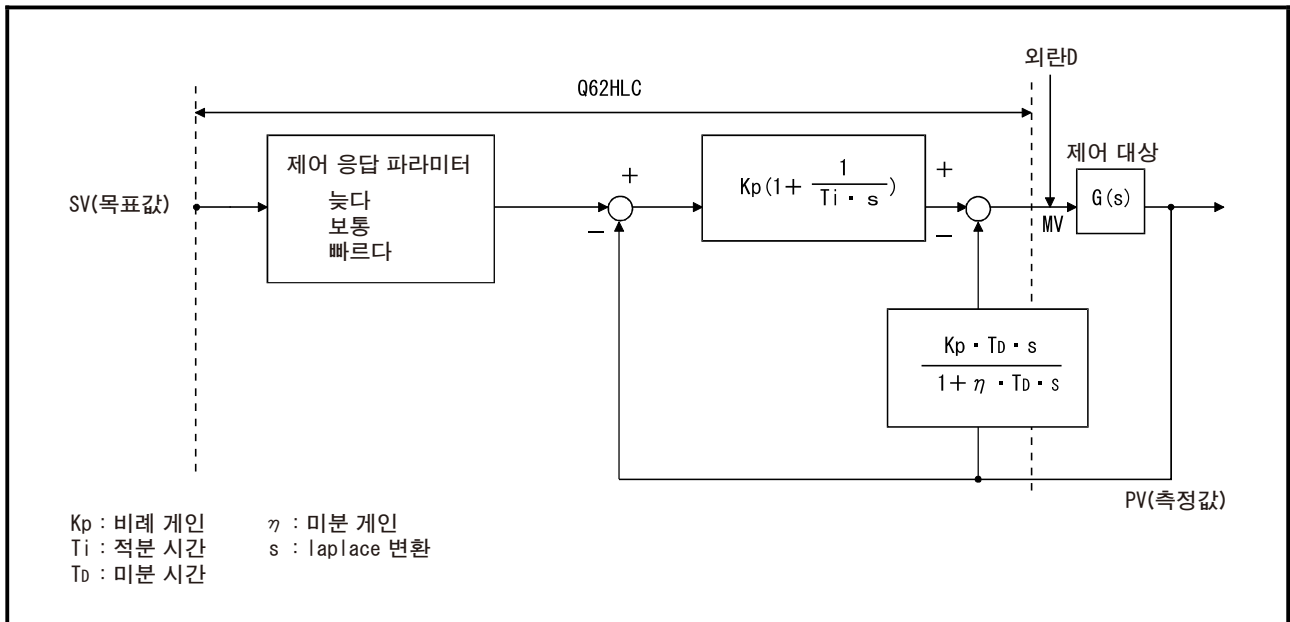 외란D
Q62HLC
제어 대상
제어 응답 파라미터
늦다
보통
빠르다
SV(목표값)
+
−
Kp(1+ 1 / Ti · s )
+
−
MV
G(s)
Kp · TD · s
1+ η · TD · s
PV(측정값)
Kp : 비례 게인 η : 미분 게인
Ti : 적분 시간 s : laplace 변환
TD : 미분 시간